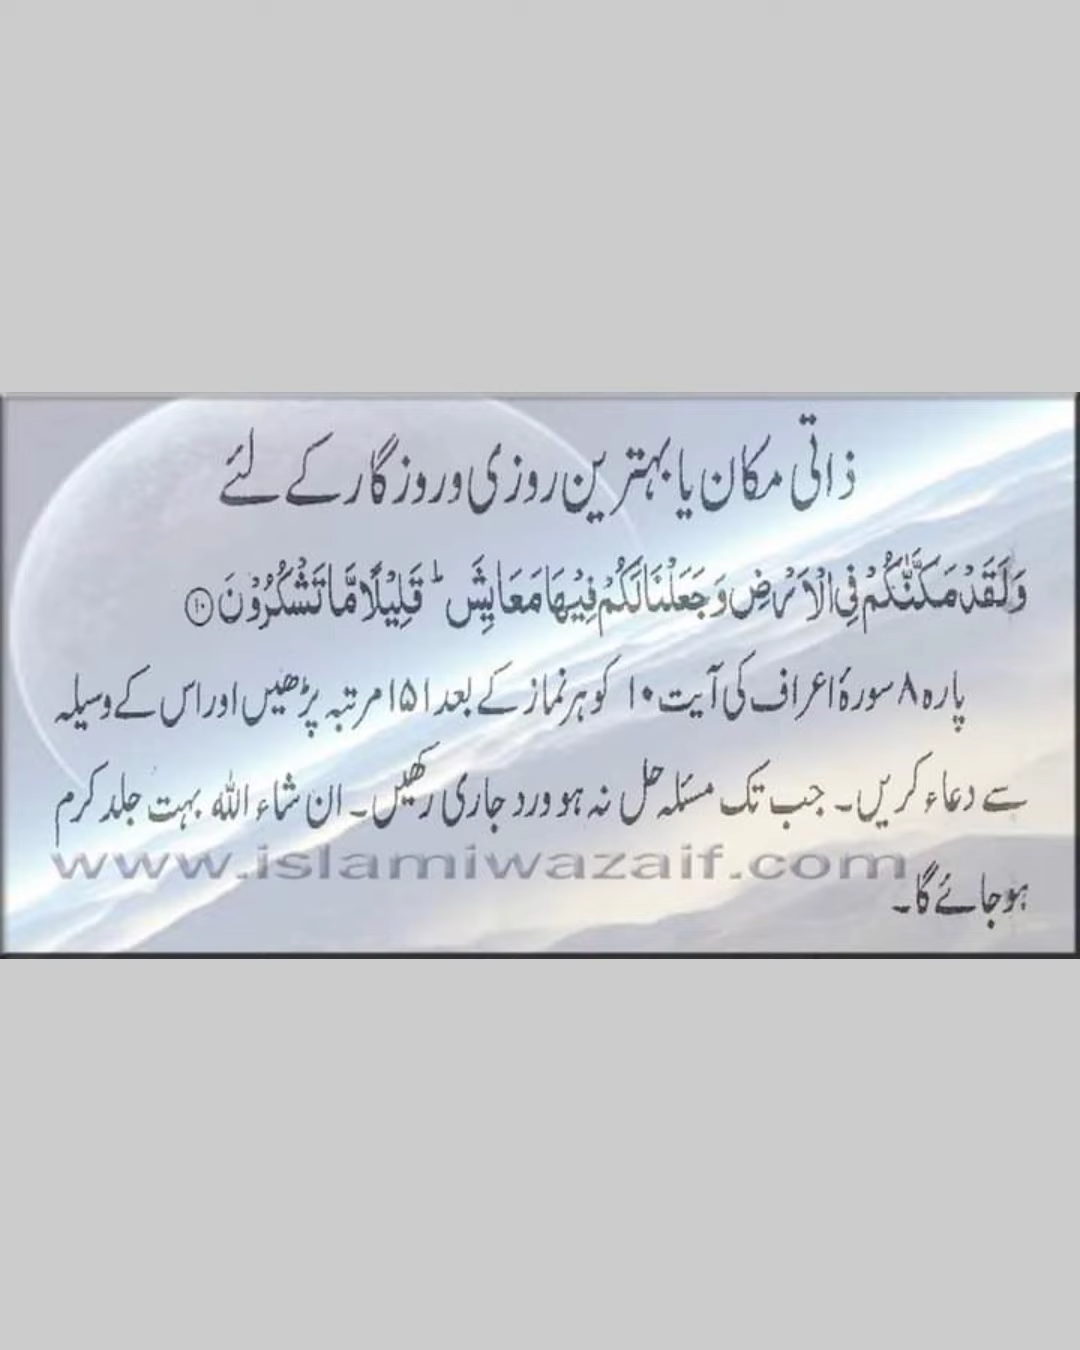 ذاتی مکان یا بہترین روزی و روزگار کے لئے
وَلَقَدْ مَكَّنّٰكُمْ فِی الْاَرْضِ وَجَعَلْنَا لَكُمْ فِیْهَا مَعَایِشَ ؕ قَلِیْلًا مَّا تَشْكُرُوْنَ ﴿۱۰﴾
پارہ ۸ سورۂ اعراف کی آیت ۱۰ کو ہر نماز کے بعد ۱۵۱ مرتبہ پڑھیں اور اس کے وسیلہ
سے دعاء کریں۔ جب تک مسئلہ حل نہ ہو ورد جاری رکھیں۔ ان شاء اللہ بہت جلد کرم
www.islamiwazaif.com
ہو جائے گا۔